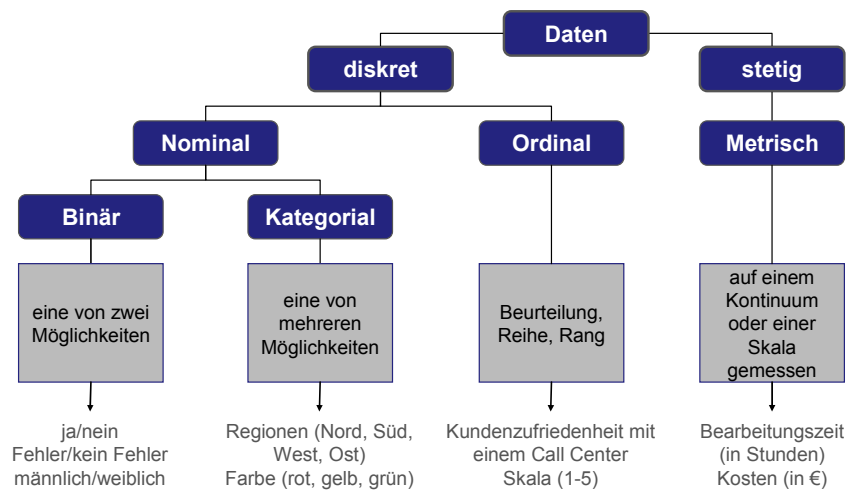 Daten
diskret
stetig
Nominal
Ordinal
Metrisch
Binär
Kategorial
eine von zwei
Möglichkeiten
eine von
mehreren
Möglichkeiten
Beurteilung,
Reihe, Rang
auf einem
Kontinuum
oder einer
Skala
gemessen
ja/nein
Fehler/kein Fehler
männlich/weiblich
Regionen (Nord, Süd,
West, Ost)
Farbe (rot, gelb, grün)
Kundenzufriedenheit mit
einem Call Center
Skala (1-5)
Bearbeitungszeit
(in Stunden)
Kosten (in €)